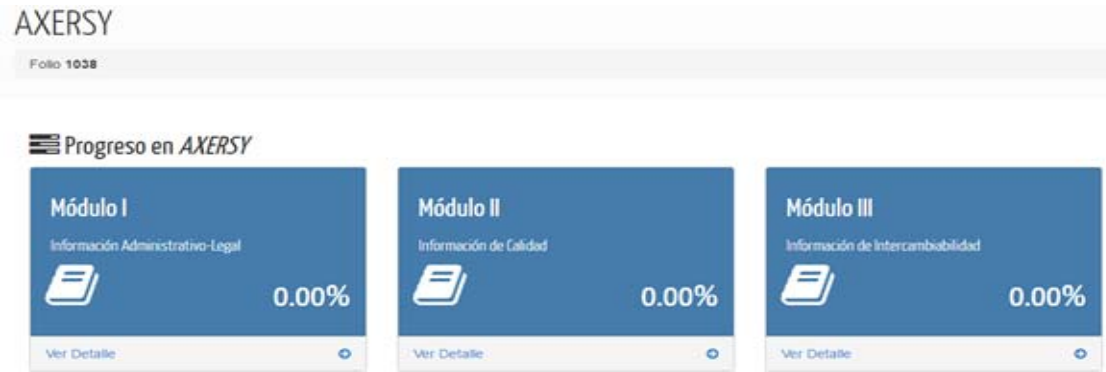 AXERSY
Folio 1038
Progreso en AXERSY
Módulo I
Información Administrativo-Legal
0.00%
Ver Detalle
Módulo II
Información de Calidad
0.00%
Ver Detalle
Módulo III
Información de Intercambiabilidad
0.00%
Ver Detalle